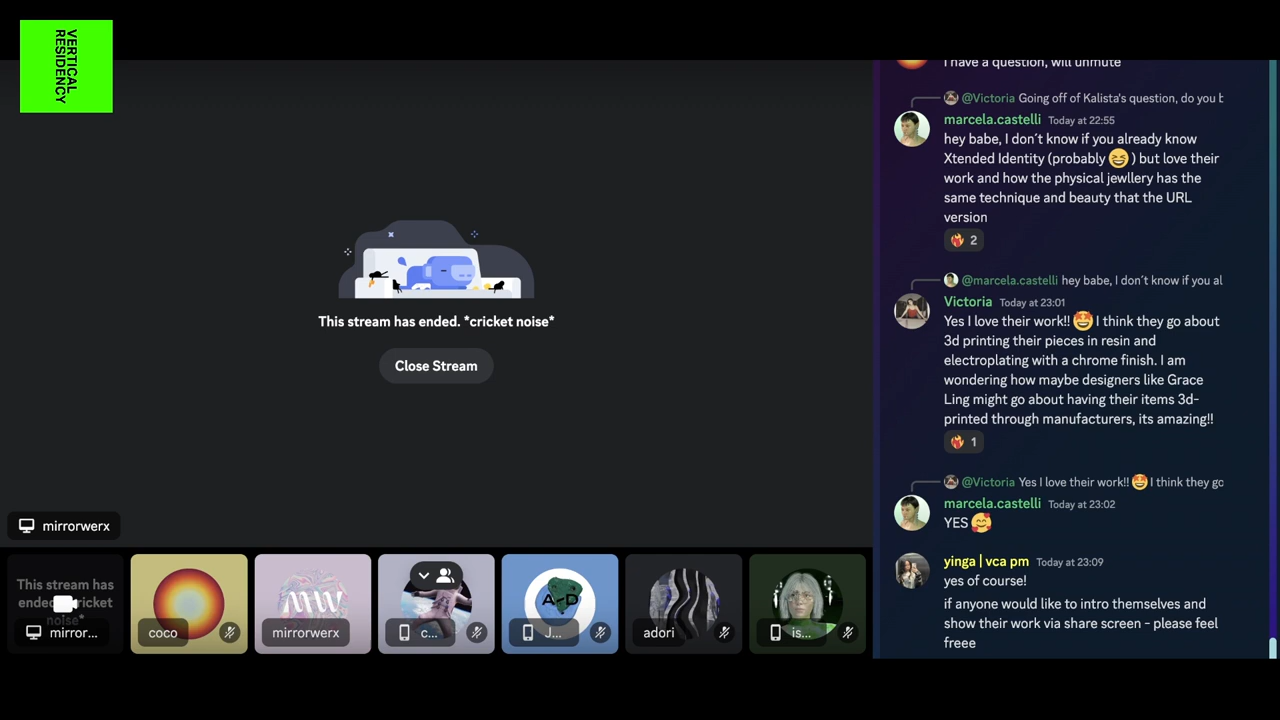 VERTICAL
RESIDENCY
This stream has ended. *cricket noise*
Close Stream
mirrorwerx
This stream has
ended. *cricket
noise*
mirror...
coco
MW
mirrorwerx
c...
A D
J...
adori
is...
I have a question, will unmute
@Victoria Going off of Kalista's question, do you b
marcela.castelli Today at 22:55
hey babe, I don´t know if you already know
Xtended Identity (probably 😆 ) but love their
work and how the physical jewllery has the
same technique and beauty that the URL
version
2
@marcela.castelli hey babe, I don´t know if you al
Victoria Today at 23:01
Yes I love their work!! 🤩 I think they go about
3d printing their pieces in resin and
electroplating with a chrome finish. I am
wondering how maybe designers like Grace
Ling might go about having their items 3d-
printed through manufacturers, its amazing!!
1
@Victoria Yes I love their work!! 🤩 I think they gc
marcela.castelli Today at 23:02
YES 🥰
yinga | vca pm Today at 23:09
yes of course!
if anyone would like to intro themselves and
show their work via share screen - please feel
freee